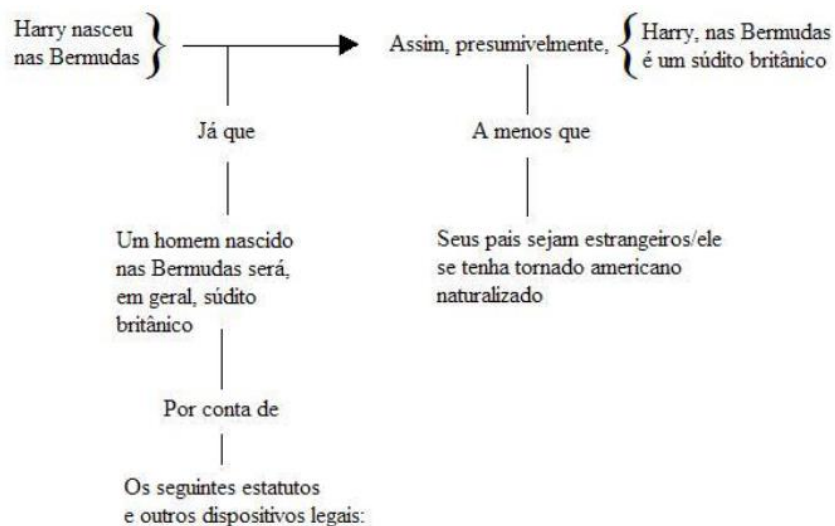 Harry nasceu
nas Bermudas
Assim, presumivelmente,
Harry, nas Bermudas
é um súdito britânico
Já que
A menos que
Um homem nascido
nas Bermudas será,
em geral, súdito
britânico
Seus pais sejam estrangeiros/ele
se tenha tornado americano
naturalizado
Por conta de
Os seguintes estatutos
e outros dispositivos legais: